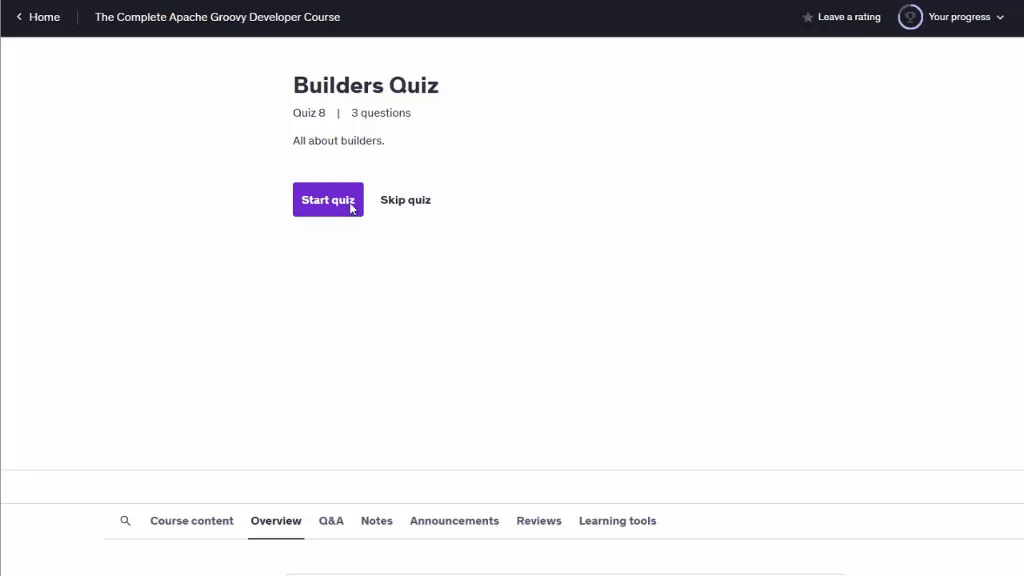 Home
The Complete Apache Groovy Developer Course
Leave a rating
Your progress
Builders Quiz
Quiz 8 | 3 questions
All about builders.
Start quiz
Skip quiz
Course content
Overview
Q&A
Notes
Announcements
Reviews
Learning tools